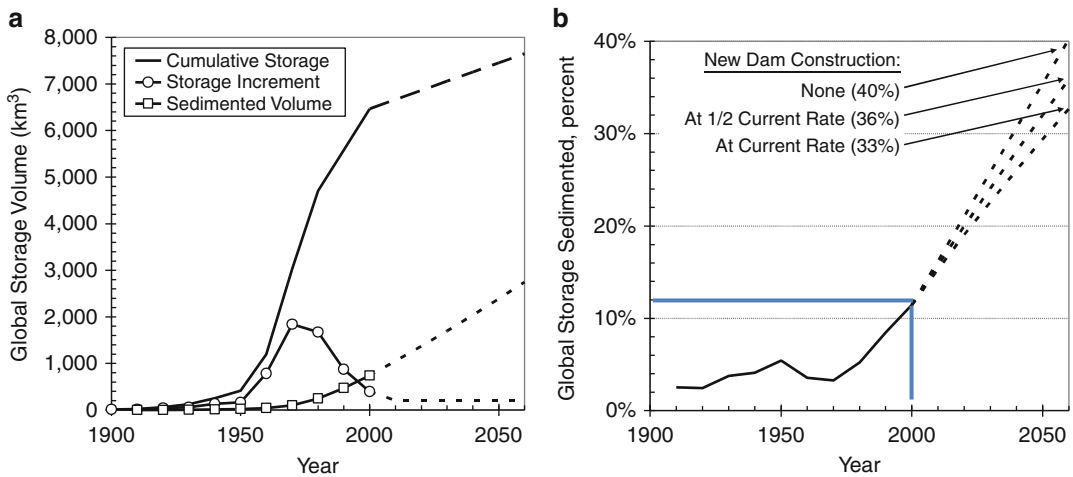 a
8,000
7,000
6,000
5,000
4,000
3,000
2,000
1,000
0
Global Storage Volume (km³)
Cumulative Storage
Storage Increment
Sedimented Volume
1900 1950 2000 2050
Year
b
40%
30%
20%
10%
0%
Global Storage Sedimented, percent
New Dam Construction:
None (40%)
At 1/2 Current Rate (36%)
At Current Rate (33%)
1900 1950 2000 2050
Year